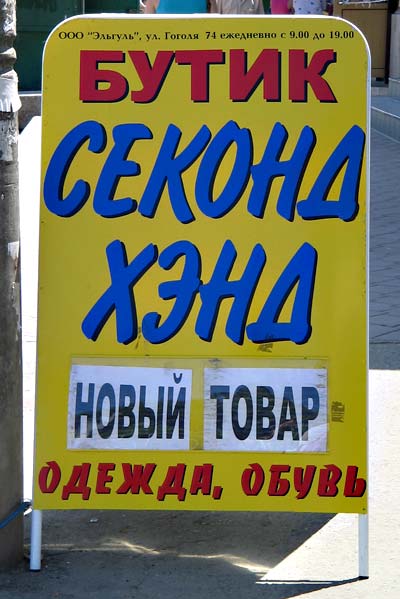 ООО "Эльгуль", ул. Гоголя 74 ежедневно с 9.00 до 19.00
БУТИК
СЕКОНД
ХЭНД
НОВЫЙ ТОВАР
ОДЕЖДА, ОБУВЬ